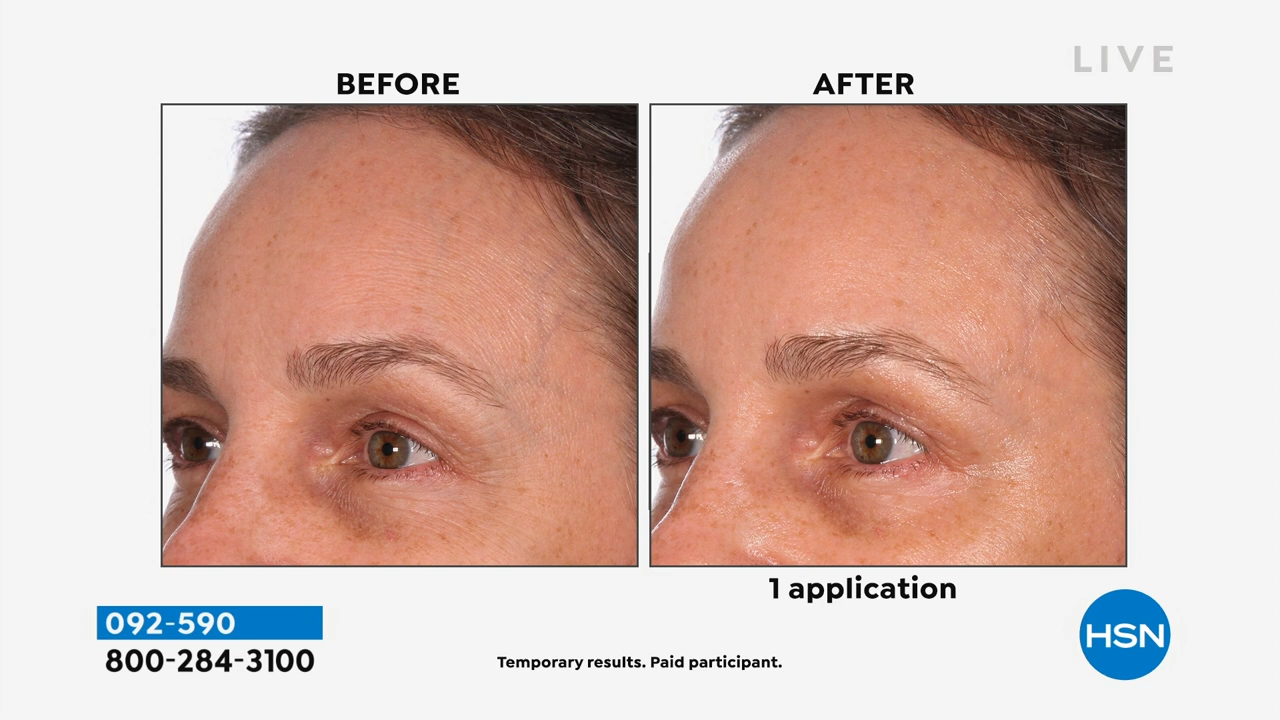 LIVE
BEFORE
AFTER
1 application
092-590
800-284-3100
Temporary results. Paid participant.
HSN